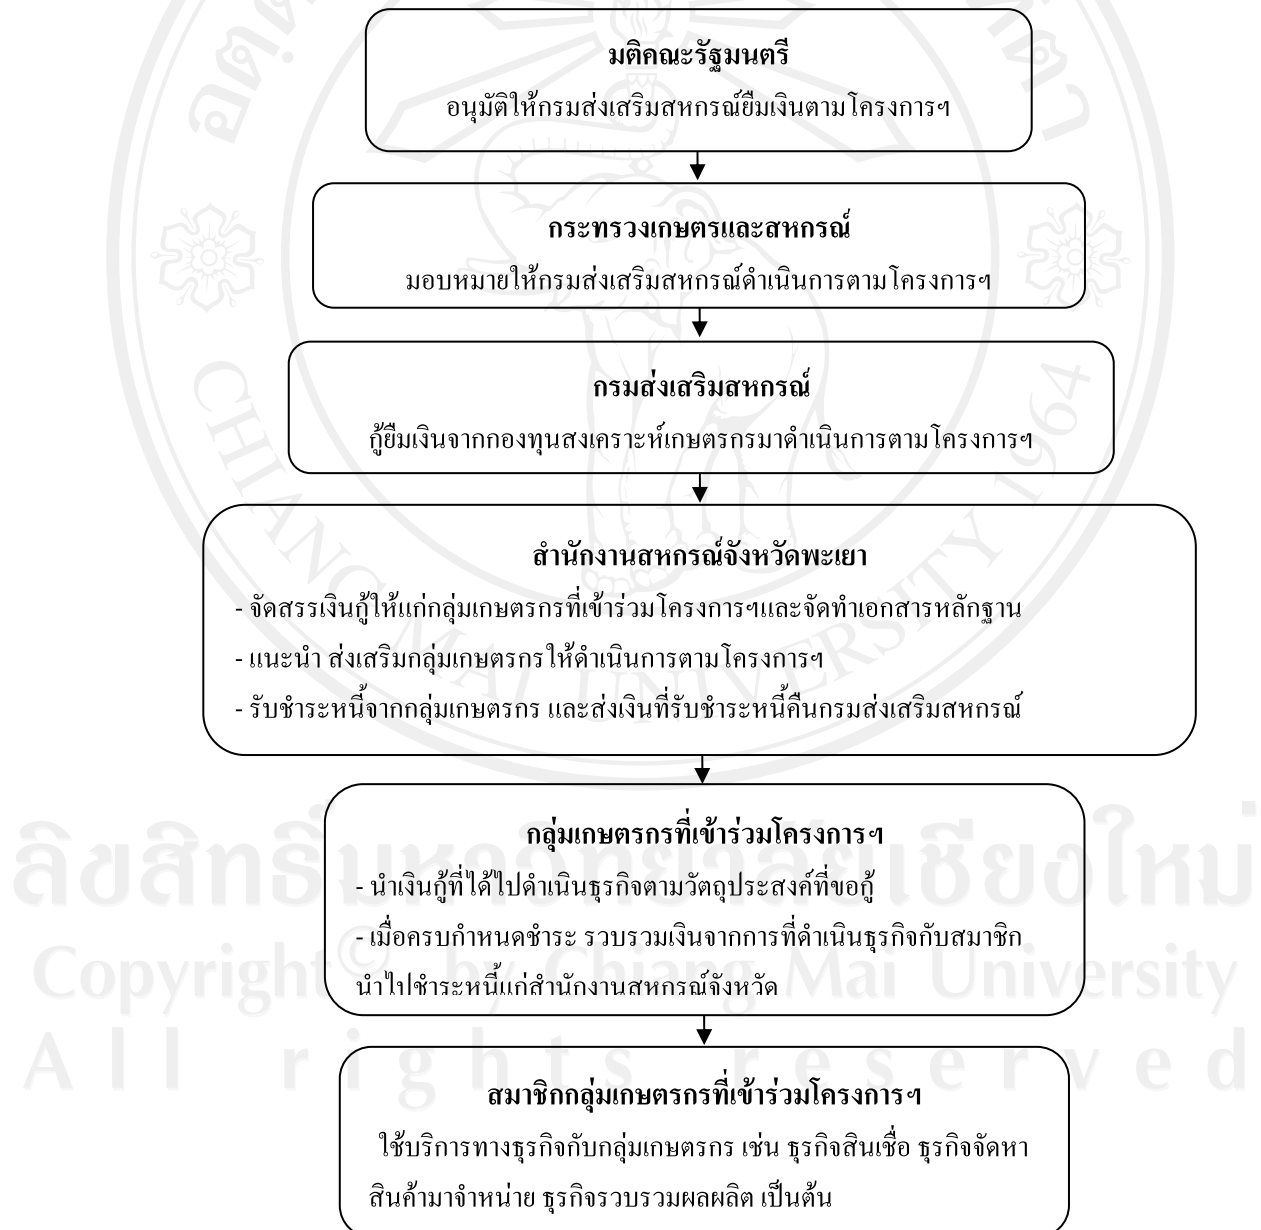 มติคณะรัฐมนตรี
อนุมัติให้กรมส่งเสริมสหกรณ์ยืมเงินตามโครงการฯ
กระทรวงเกษตรและสหกรณ์
มอบหมายให้กรมส่งเสริมสหกรณ์ดำเนินการตามโครงการฯ
กรมส่งเสริมสหกรณ์
กู้ยืมเงินจากกองทุนสงเคราะห์เกษตรกรมาดำเนินการตามโครงการฯ
สำนักงานสหกรณ์จังหวัดพะเยา
- จัดสรรเงินกู้ให้แก่กลุ่มเกษตรกรที่เข้าร่วมโครงการฯและจัดทำเอกสารหลักฐาน
- แนะนำ ส่งเสริมกลุ่มเกษตรกรให้ดำเนินการตามโครงการฯ
- รับชำระหนี้จากกลุ่มเกษตรกร และส่งเงินที่รับชำระหนี้คืนกรมส่งเสริมสหกรณ์
CHIANG MAI UNIVERSITY 1964
กลุ่มเกษตรกรที่เข้าร่วมโครงการฯ
- นำเงินกู้ที่ได้ไปดำเนินธุรกิจตามวัตถุประสงค์ที่ขอกู้
- เมื่อครบกำหนดชำระ รวบรวมเงินจากการที่ดำเนินธุรกิจกับสมาชิก
นำไปชำระหนี้แก่สำนักงานสหกรณ์จังหวัด
ลิขสิทธิ์มหาวิทยาลัยเชียงใหม่
Copyright© by Chiang Mai University
All rights reserved
สมาชิกกลุ่มเกษตรกรที่เข้าร่วมโครงการฯ
ใช้บริการทางธุรกิจกับกลุ่มเกษตรกร เช่น ธุรกิจสินเชื่อ ธุรกิจจัดหา
สินค้ามาจำหน่าย ธุรกิจรวบรวมผลผลิต เป็นต้น